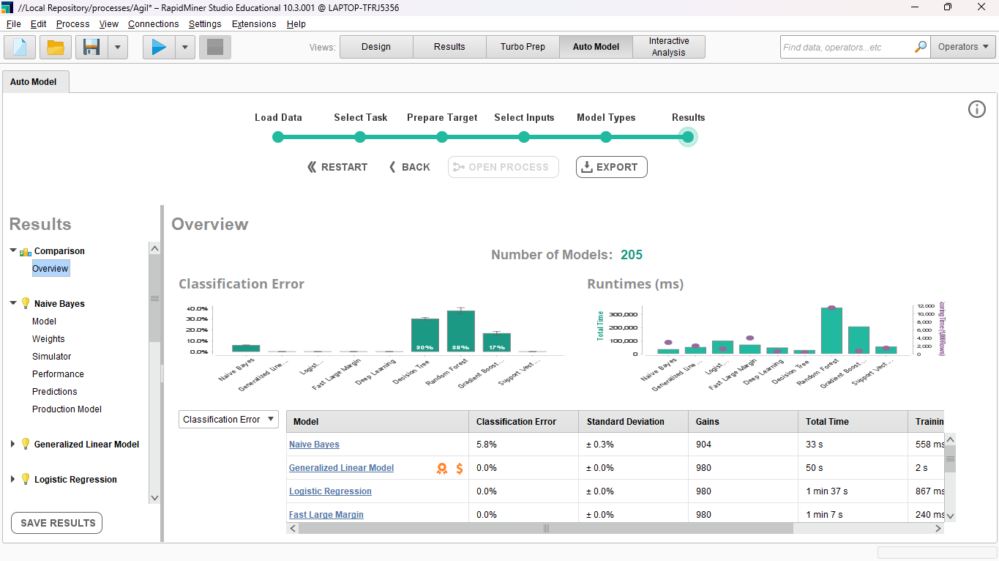 //Local Repository/processes/Agil* – RapidMiner Studio Educational 10.3.001 @ LAPTOP-TFRJ5356
File Edit Process View Connections Settings Extensions Help
Views: Design Results Turbo Prep Auto Model Interactive Analysis Find data, operators...etc Operators
Auto Model
Load Data Select Task Prepare Target Select Inputs Model Types Results
RESTART BACK OPEN PROCESS EXPORT
Results
Comparison
Overview
Naive Bayes
Model
Weights
Simulator
Performance
Predictions
Production Model
Generalized Linear Model
Logistic Regression
SAVE RESULTS
Overview
Number of Models: 205
Classification Error
40.0%
30.0%
20.0%
10.0%
0.0%
30% 38% 17%
Naive Bayes
Generalized Line...
Logist...
Fast Large Margin
Deep Learning
Decision Tree
Random Forest
Gradient Boost...
Support Vect...
Runtimes (ms)
Total Time
300,000
200,000
100,000
0
12,000
10,000
8,000
6,000
4,000
2,000
0
oring Time (1,000 Rows)
Naive Bayes
Generalized Line...
Logist...
Fast Large Margin
Deep Learning
Decision Tree
Random Forest
Gradient Boost...
Support Vect...
Classification Error
Model Classification Error Standard Deviation Gains Total Time Trainin
Naive Bayes 5.8% ± 0.3% 904 33 s 558 ms
Generalized Linear Model $ 0.0% ± 0.0% 980 50 s 2 s
Logistic Regression 0.0% ± 0.0% 980 1 min 37 s 867 ms
Fast Large Margin 0.0% ± 0.0% 980 1 min 7 s 240 ms